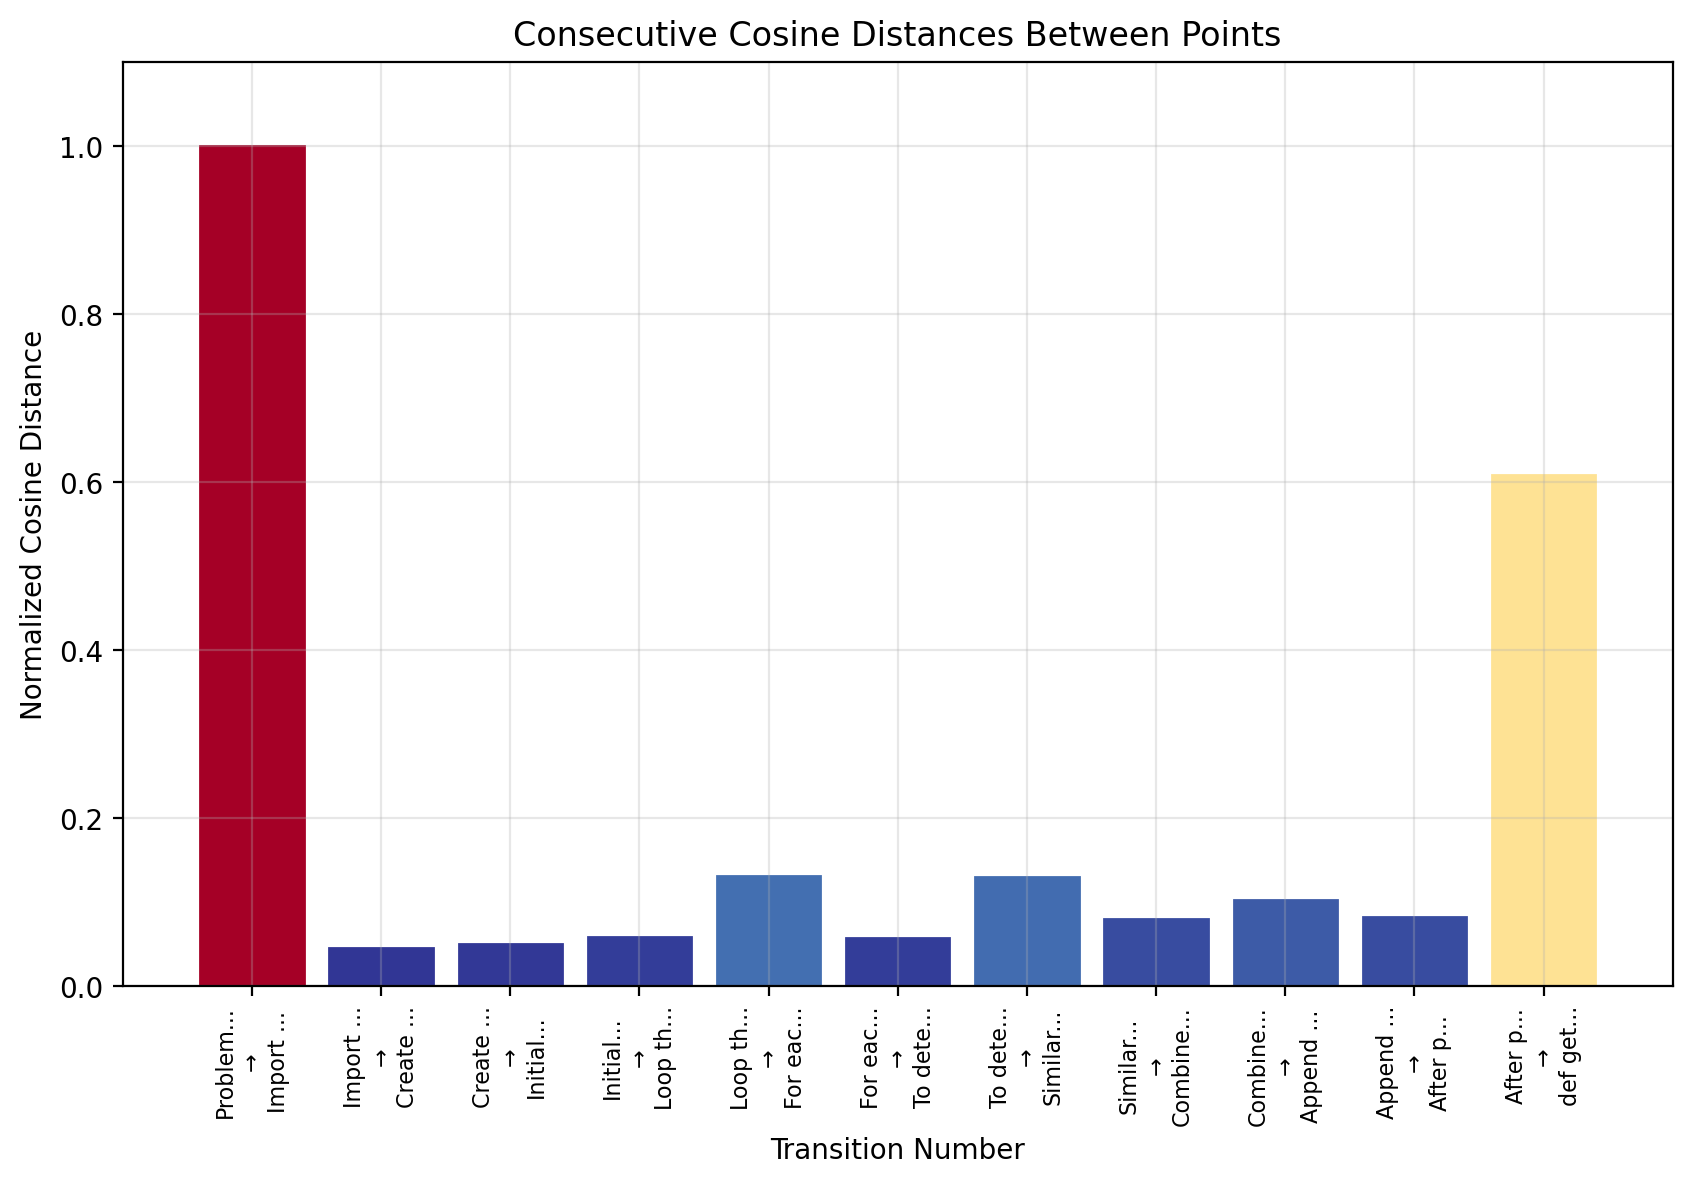 Consecutive Cosine Distances Between Points
Normalized Cosine Distance
1.0
0.8
0.6
0.4
0.2
0.0
Problem...
→
Import ...
Import ...
→
Create ...
Create ...
→
Initial...
Initial...
→
Loop th...
Loop th...
→
For eac...
For eac...
→
To dete...
To dete...
→
Similar...
Similar...
→
Combine...
Combine...
→
Append ...
Append ...
→
After p...
After p...
→
def get...
Transition Number